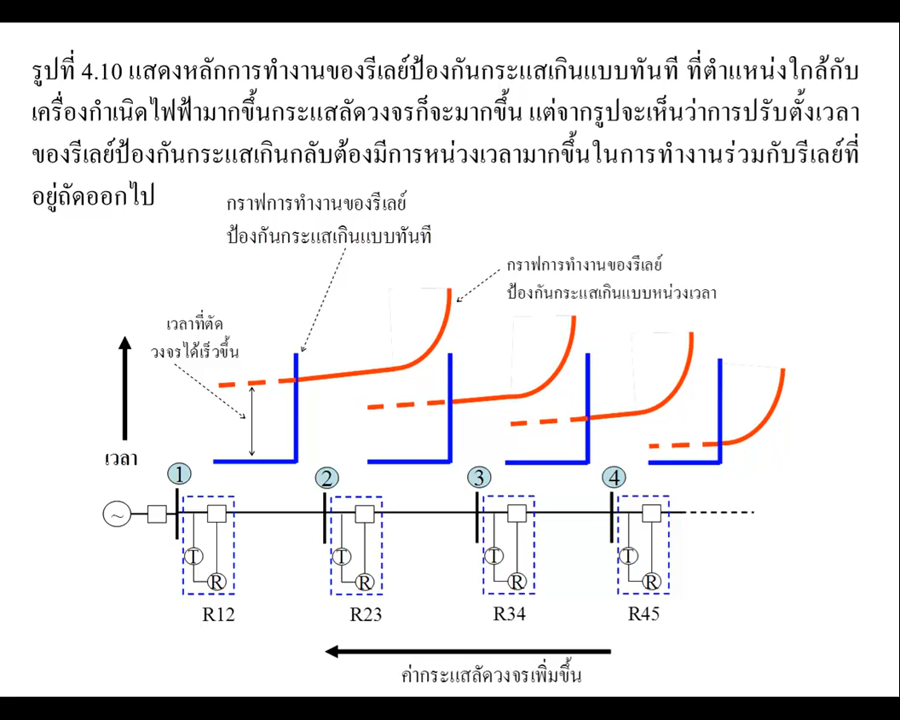 รูปที่ 4.10 แสดงหลักการทำงานของรีเลย์ป้องกันกระแสเกินแบบทันที ที่ตำแหน่งใกล้กับ
เครื่องกำเนิดไฟฟ้ามากขึ้นกระแสลัดวงจรก็จะมากขึ้น แต่จากรูปจะเห็นว่าการปรับตั้งเวลา
ของรีเลย์ป้องกันกระแสเกินกลับต้องมีการหน่วงเวลามากขึ้นในการทำงานร่วมกับรีเลย์ที่
อยู่ถัดออกไป
กราฟการทำงานของรีเลย์
ป้องกันกระแสเกินแบบทันที
กราฟการทำงานของรีเลย์
ป้องกันกระแสเกินแบบหน่วงเวลา
เวลาที่ตัด
วงจรได้เร็วขึ้น
เวลา
1 2 3 4
~
T T T T
R R R R
R12 R23 R34 R45
ค่ากระแสลัดวงจรเพิ่มขึ้น